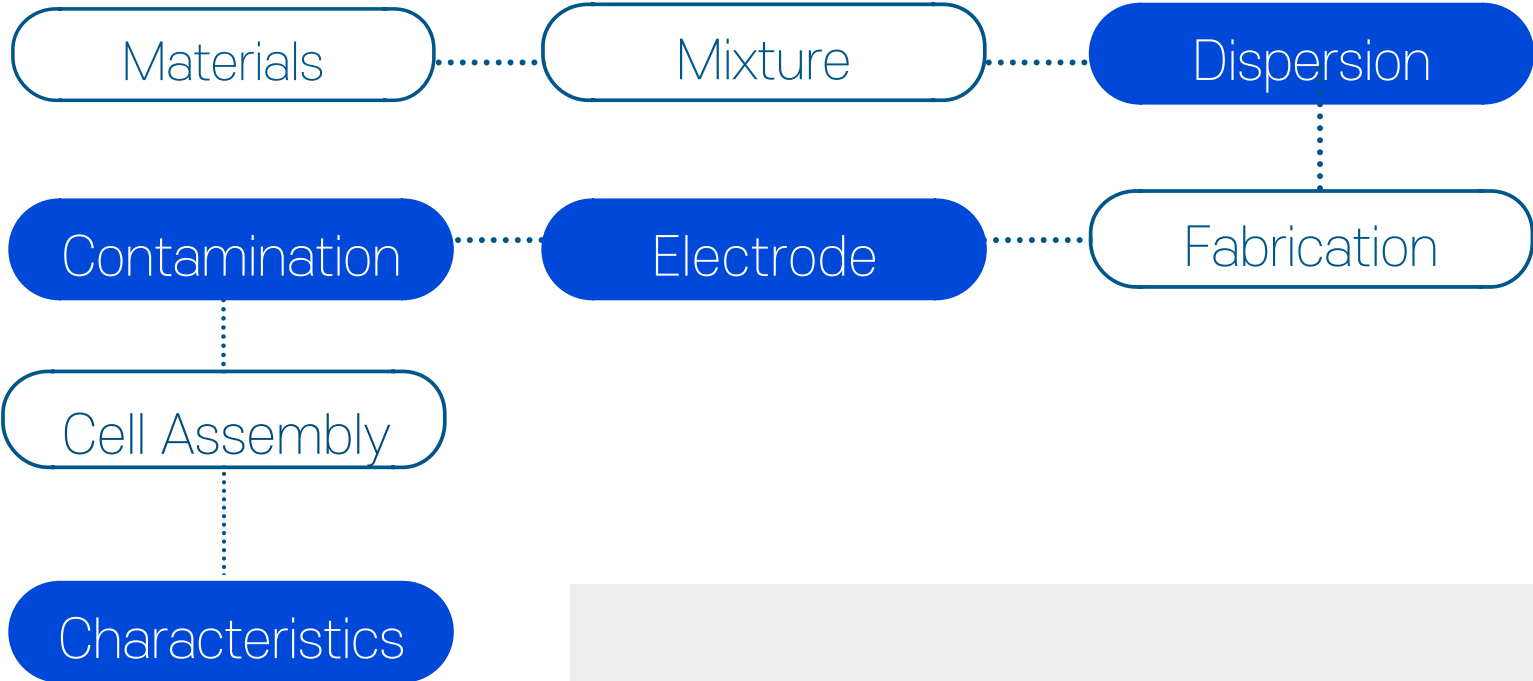 Materials
Mixture
Dispersion
Contamination
Electrode
Fabrication
Cell Assembly
Characteristics